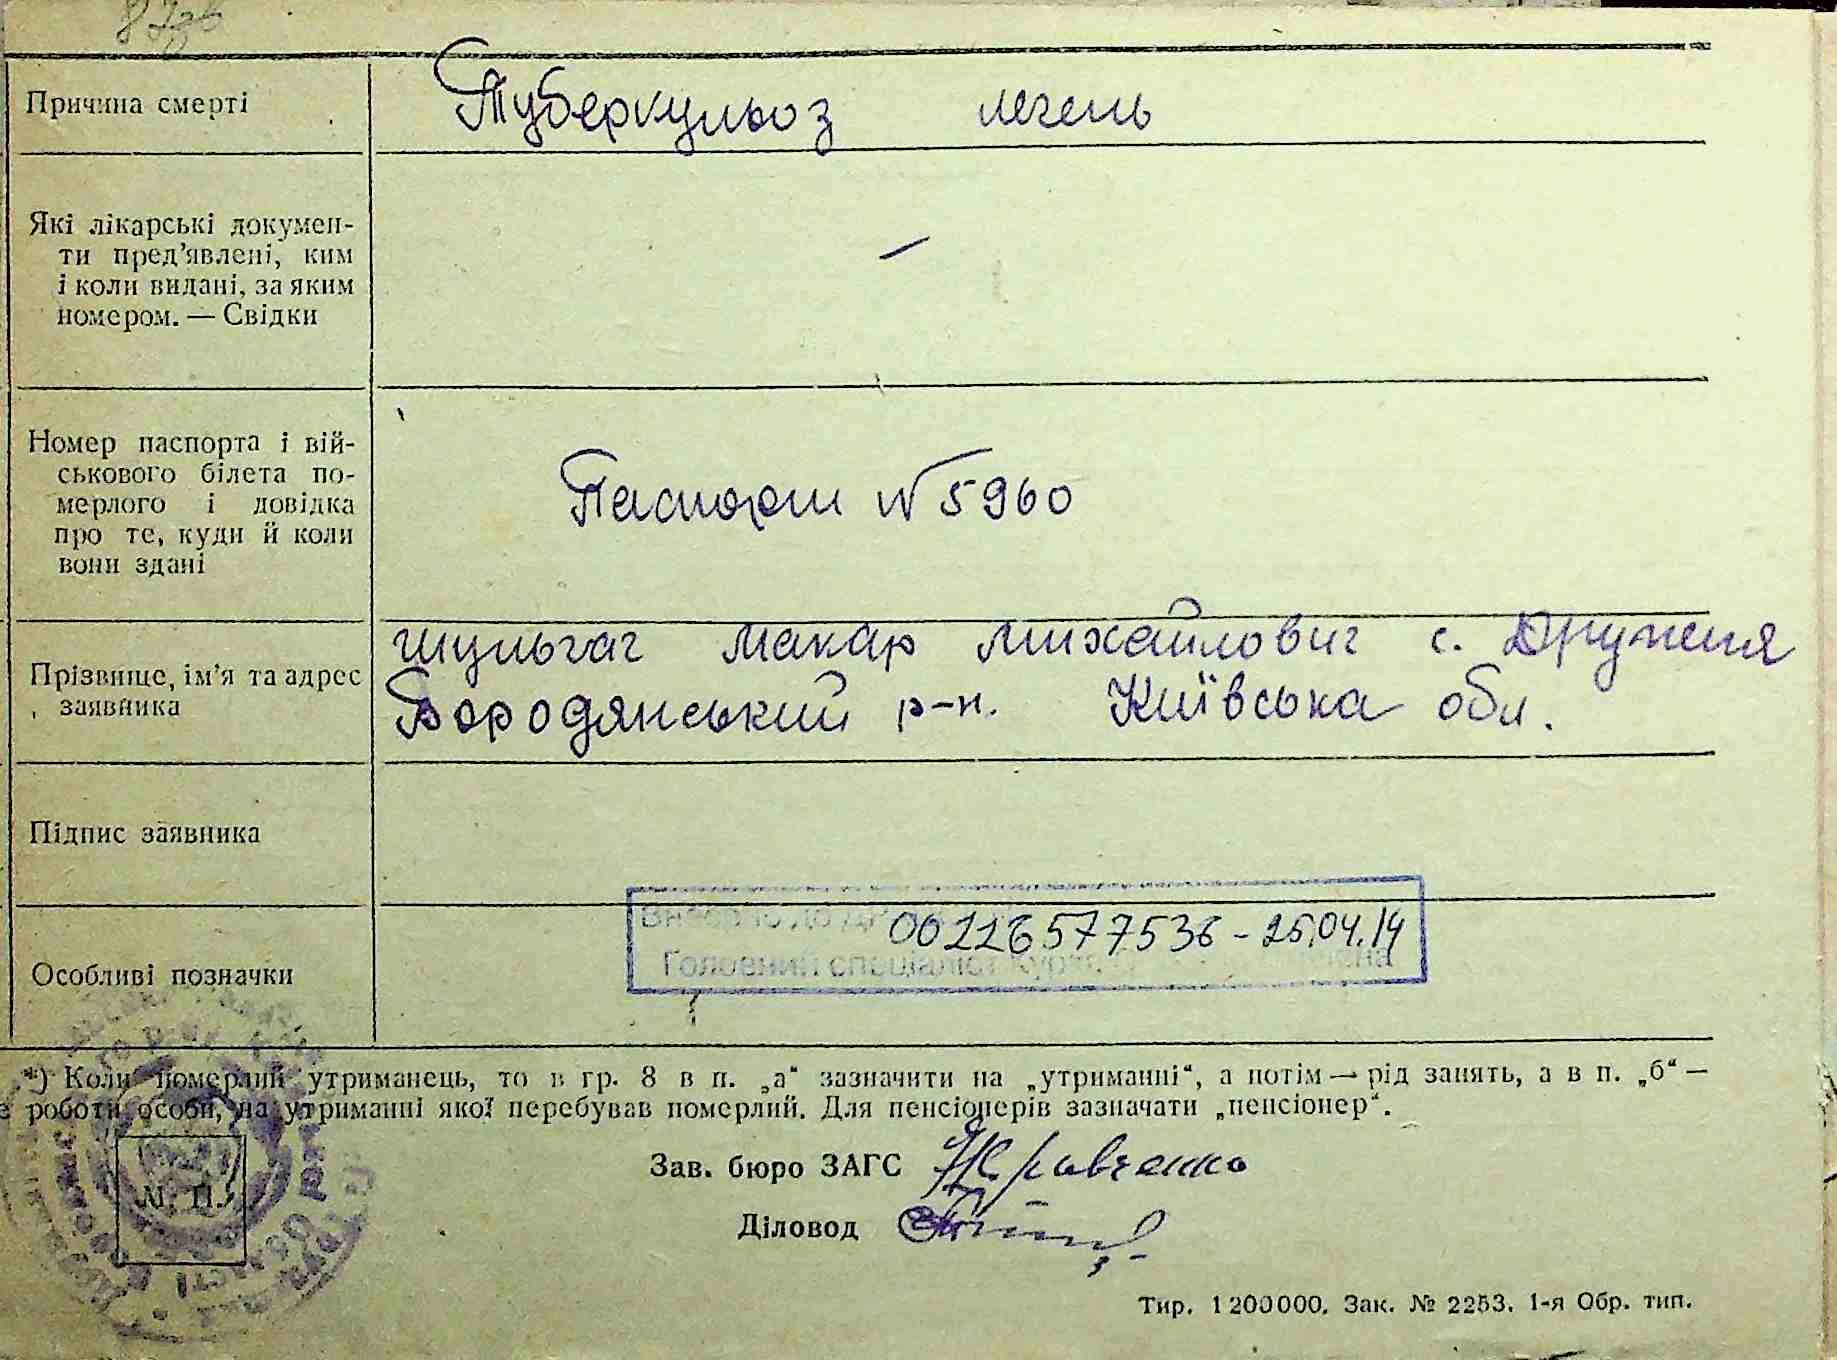 Причина смерті
Туберкульоз легень
Які лікарські докумен-
ти пред'явлені, ким
і коли видані, за яким
номером. — Свідки
—
Номер паспорта і вій-
ськового білета по-
мерлого і довідка
про те, куди й коли
вони здані
Паспорт № 5960
Прізвище, ім'я та адрес
заявника
Шульгач Макар Михайлович с. Дружня
Бородянський р-н. Київська обл.
Підпис заявника
Особливі позначки
00226577536 - 25.04.14
Головний спеціаліст
*) Коли померлий утриманець, то в гр. 8 в п. „а“ зазначити на „утриманні“, а потім — рід занять, а в п. „б“ —
роботи особи, на утриманні якої перебував померлий. Для пенсіонерів зазначати „пенсіонер“.
М. П.
Зав. бюро ЗАГС Кравченко
Діловод
Тир. 1200000. Зак. № 2253. 1-я Обр. тип.